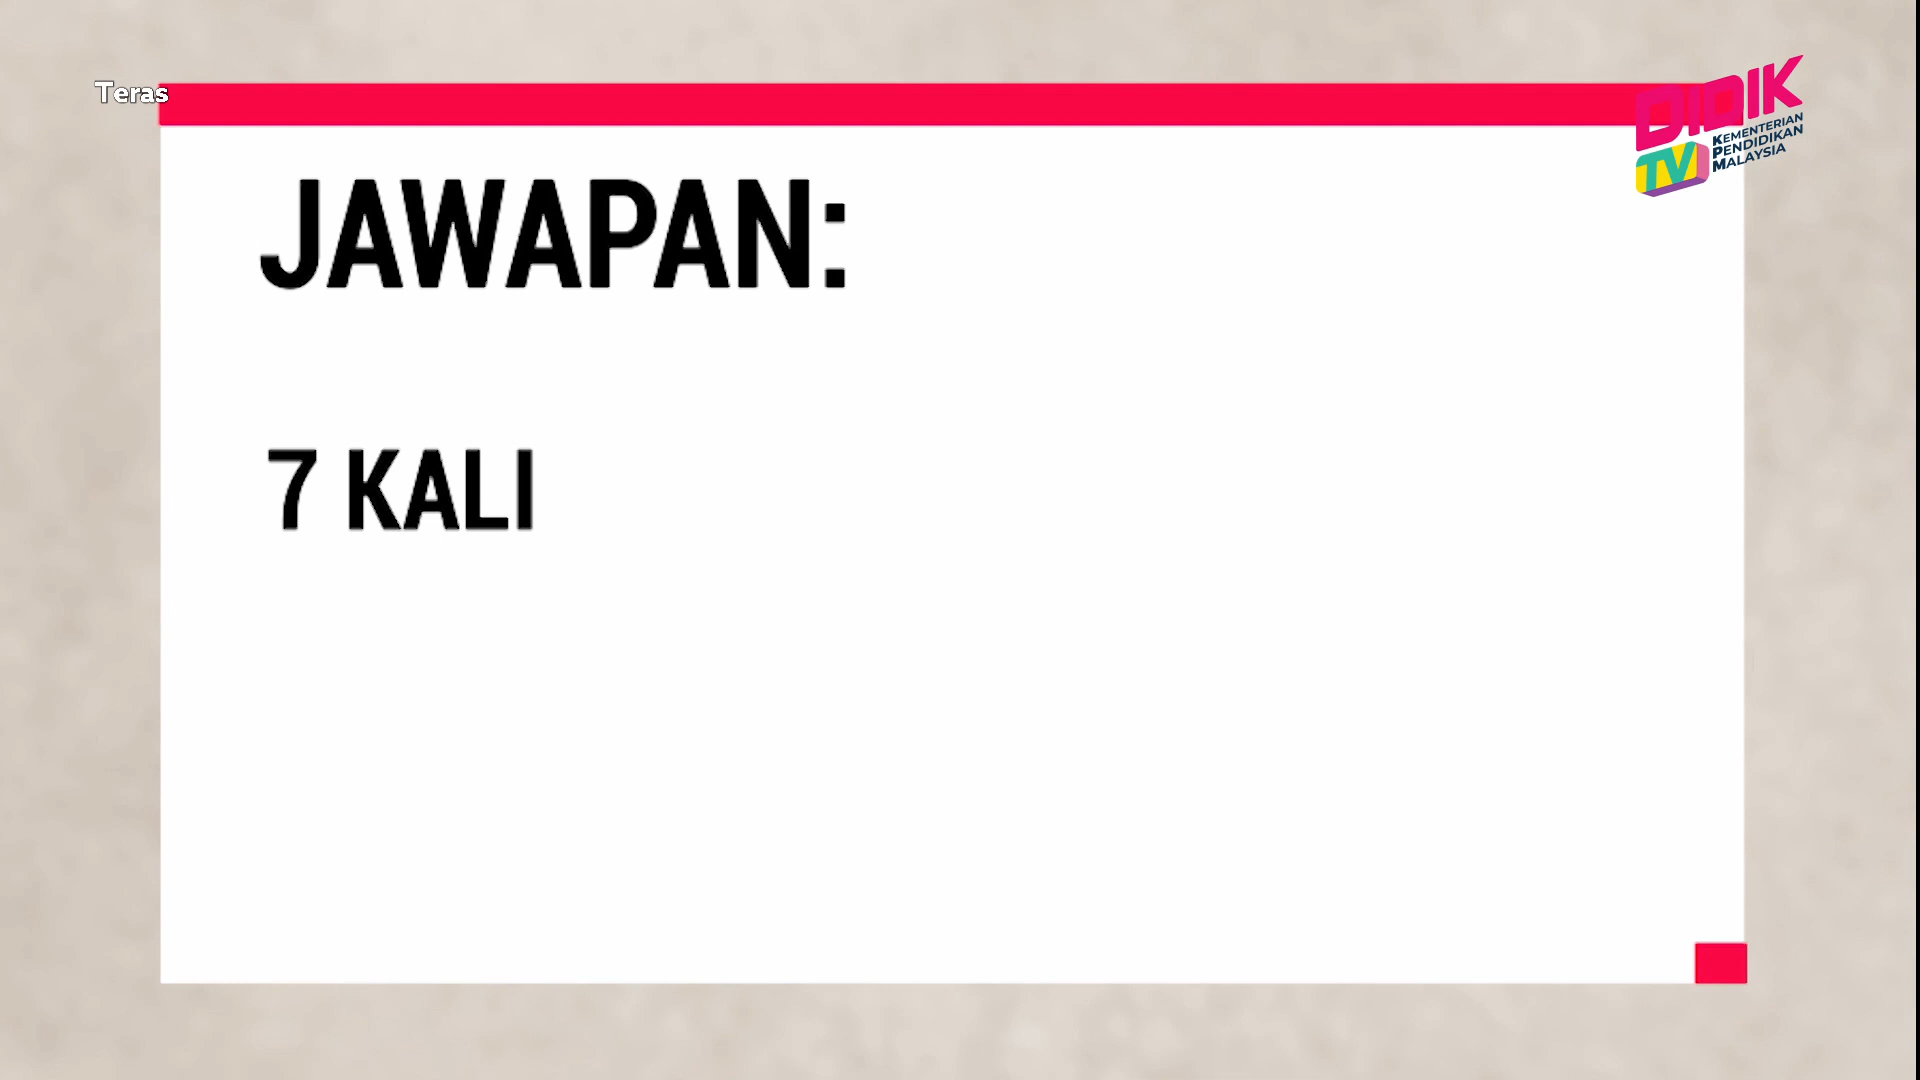 Teras
DIDIK
TV
KEMENTERIAN
PENDIDIKAN
MALAYSIA
JAWAPAN:
7 KALI